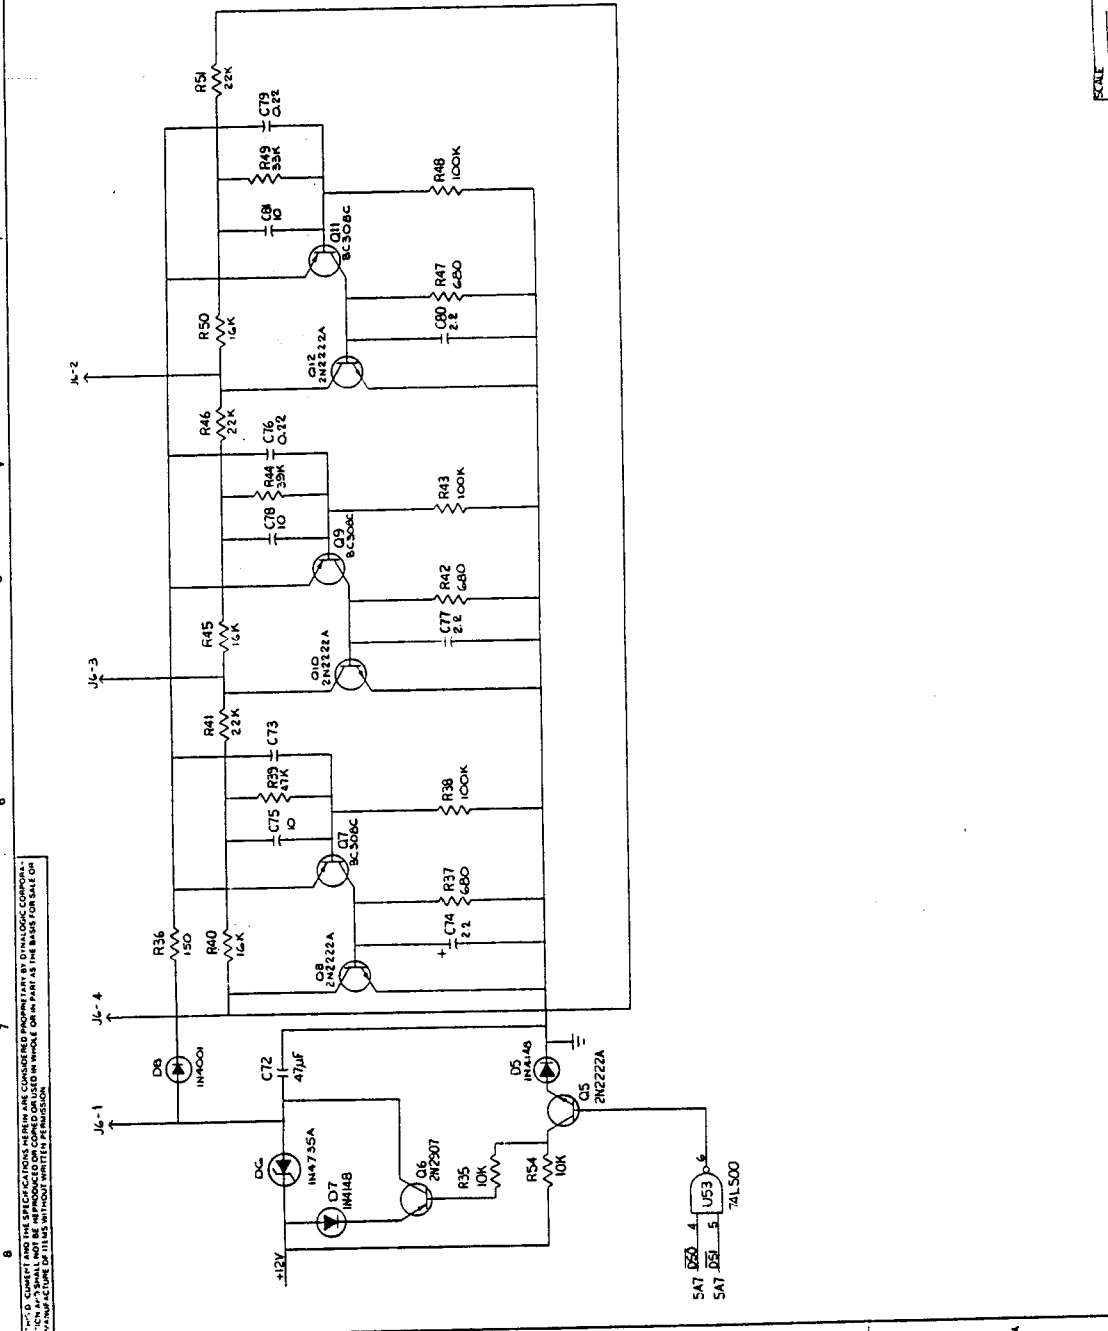 THIS DOCUMENT AND THE SPECIFICATIONS HEREIN ARE CONSIDERED PROPRIETARY BY DYNALOGIC CORPORA-
TION AND SHALL NOT BE REPRODUCED OR COPIED OR USED IN WHOLE OR IN PART AS THE BASIS FOR SALE OR
MANUFACTURE OF ITEMS WITHOUT WRITTEN PERMISSION
8
7
6
SCALE
J6-1
J6-4
J6-3
J6-2
D8
1N4001
R36
150
R40
16K
R41
22K
R45
16K
R46
22K
R50
16K
R51
22K
C72
47µF
C75
10
R39
47K
C73
C78
10
R44
39K
C76
0.22
C81
10
R49
33K
C79
0.22
Q8
2N2222A
Q7
BC308C
Q10
2N2222A
Q9
BC308C
Q12
2N2222A
Q11
BC308C
+
C74
2.2
R37
680
R38
100K
C77
2.2
R42
680
R43
100K
C80
2.2
R47
680
R48
100K
+12V
D6
1N4735A
D7
1N4148
Q6
2N2907
R35
10K
R54
10K
D5
1N4148
Q5
2N2222A
5A7 DS0 4
5A7 DS1 5
U53
6
74LS00